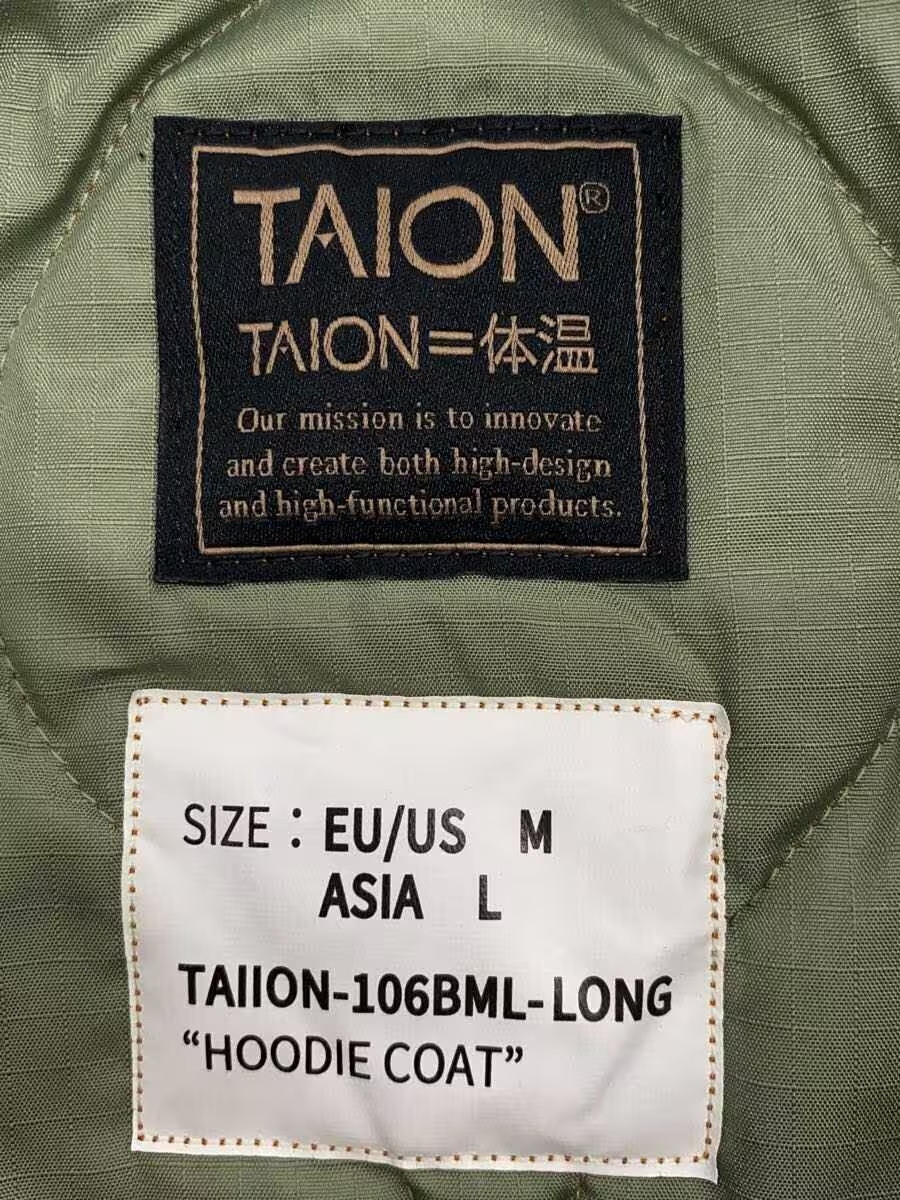 TAION®
TAION=体温
Our mission is to innovate
and create both high-design
and high-functional products.
SIZE : EU/US M
ASIA L
TAIION-106BML-LONG
“HOODIE COAT”